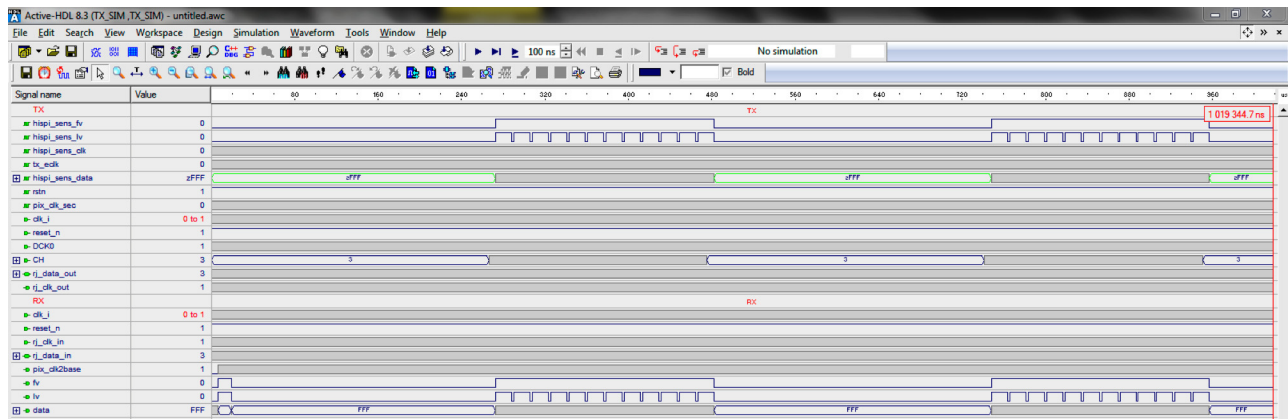 Active-HDL 8.3 (TX_SIM ,TX_SIM) - untitled.awc
File Edit Search View Workspace Design Simulation Waveform Tools Window Help
100 ns No simulation
Bold
Signal name Value 80 160 240 320 400 480 560 640 720 800 880 960 us
TX TX 1 019 344.7 ns
hispi_sens_fv 0
hispi_sens_lv 0
hispi_sens_clk 0
tx_eclk 0
hispi_sens_data zFFF zFFF zFFF zFFF
rstn 1
pix_clk_sec 0
clk_i 0 to 1
reset_n 1
DCK0 1
CH 3 3 3 3
rj_data_out 3
rj_clk_out 1
RX RX
clk_i 0 to 1
reset_n 1
rj_clk_in 1
rj_data_in 3
pix_clk2base 1
fv 0
lv 0
data FFF FFF FFF FFF